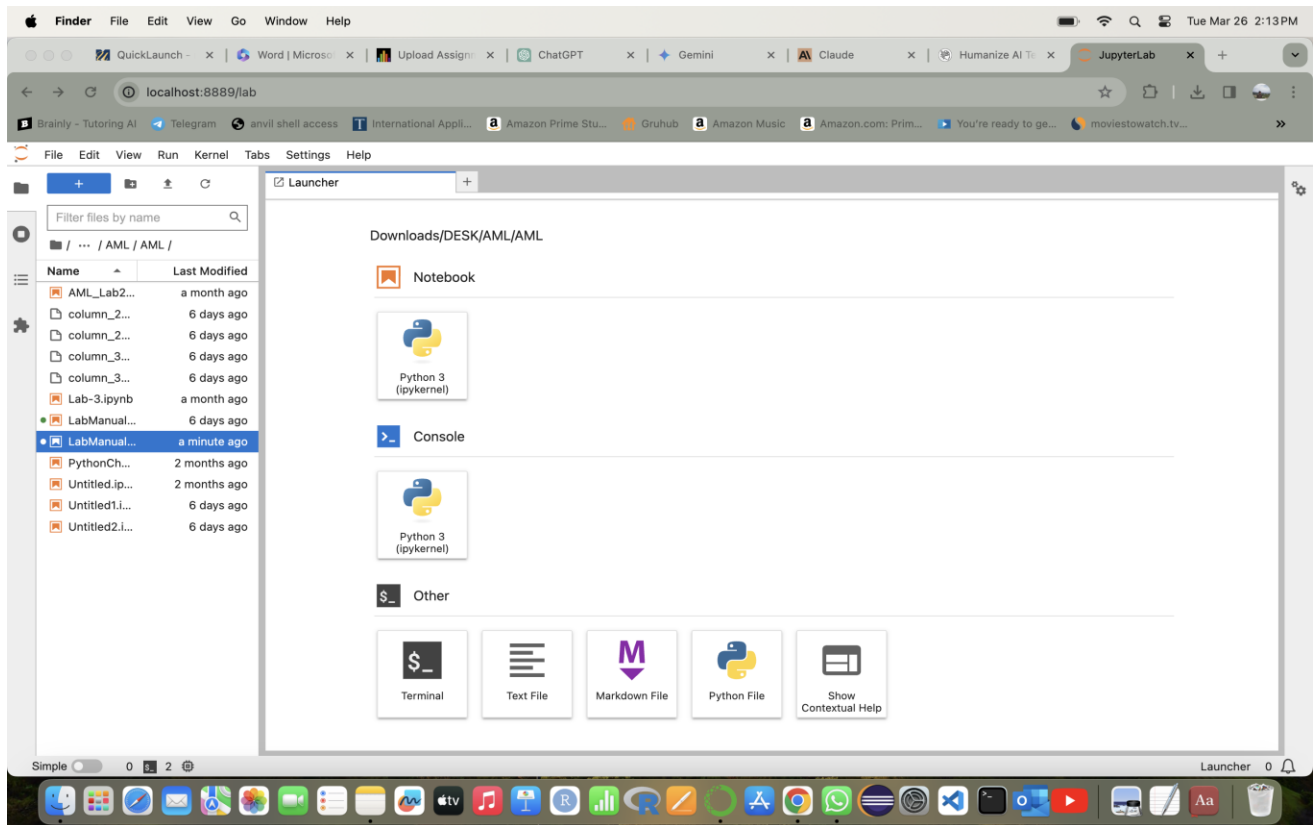 Finder File Edit View Go Window Help Tue Mar 26 2:13 PM
QuickLaunch - Word | Microsoft Upload Assignm ChatGPT Gemini Claude Humanize AI Te JupyterLab
localhost:8889/lab
Brainly - Tutoring AI Telegram anvil shell access International Appli... Amazon Prime Stu... Gruhub Amazon Music Amazon.com: Prim... You're ready to ge... moviestowatch.tv... »
File Edit View Run Kernel Tabs Settings Help
Launcher
Filter files by name
/ ... / AML / AML /
Name Last Modified
AML_Lab2... a month ago
column_2... 6 days ago
column_2... 6 days ago
column_3... 6 days ago
column_3... 6 days ago
Lab-3.ipynb a month ago
LabManual... 6 days ago
LabManual... a minute ago
PythonCh... 2 months ago
Untitled.ip... 2 months ago
Untitled1.i... 6 days ago
Untitled2.i... 6 days ago
Downloads/DESK/AML/AML
Notebook
Python 3
(ipykernel)
Console
Python 3
(ipykernel)
$_ Other
$_
Terminal
Text File
Markdown File
Python File
Show
Contextual Help
Simple 0 2 Launcher 0
tv R Aa